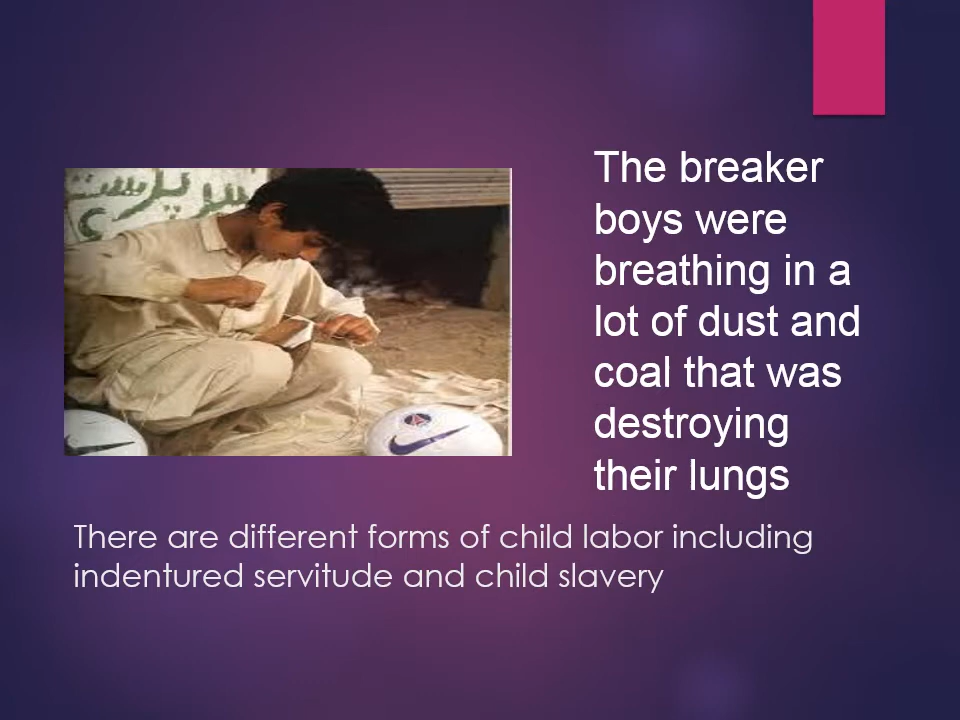 The breaker
boys were
breathing in a
lot of dust and
coal that was
destroying
their lungs
There are different forms of child labor including
indentured servitude and child slavery